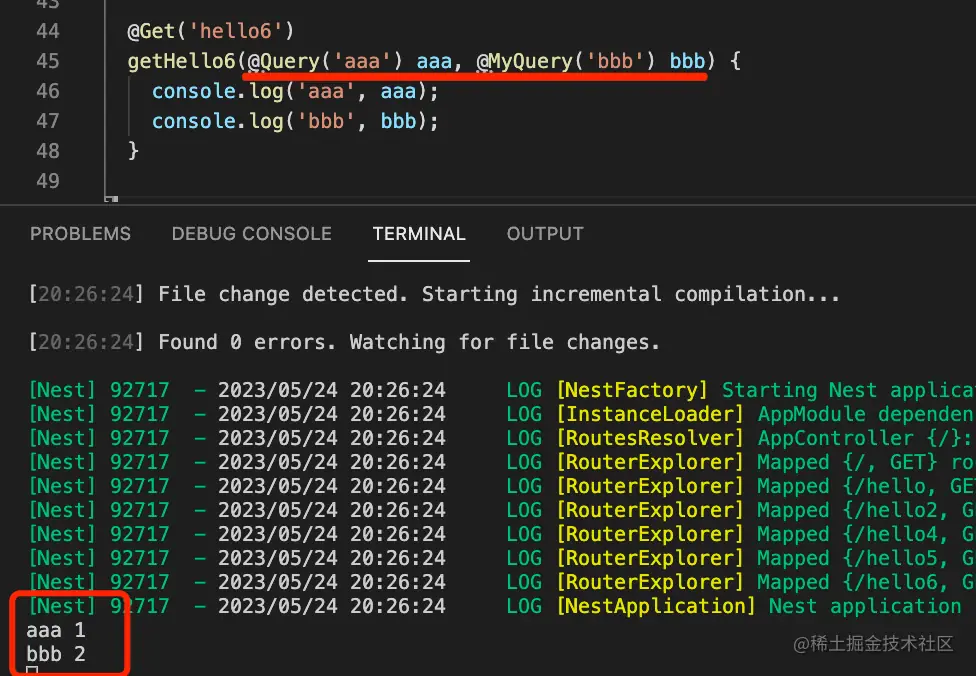 43
44 @Get('hello6')
45 getHello6(@Query('aaa') aaa, @MyQuery('bbb') bbb) {
46 console.log('aaa', aaa);
47 console.log('bbb', bbb);
48 }
49
PROBLEMS DEBUG CONSOLE TERMINAL OUTPUT
[20:26:24] File change detected. Starting incremental compilation...
[20:26:24] Found 0 errors. Watching for file changes.
[Nest] 92717 - 2023/05/24 20:26:24 LOG [NestFactory] Starting Nest applica
[Nest] 92717 - 2023/05/24 20:26:24 LOG [InstanceLoader] AppModule dependen
[Nest] 92717 - 2023/05/24 20:26:24 LOG [RoutesResolver] AppController {/}:
[Nest] 92717 - 2023/05/24 20:26:24 LOG [RouterExplorer] Mapped {/, GET} ro
[Nest] 92717 - 2023/05/24 20:26:24 LOG [RouterExplorer] Mapped {/hello, GE
[Nest] 92717 - 2023/05/24 20:26:24 LOG [RouterExplorer] Mapped {/hello2, G
[Nest] 92717 - 2023/05/24 20:26:24 LOG [RouterExplorer] Mapped {/hello4, G
[Nest] 92717 - 2023/05/24 20:26:24 LOG [RouterExplorer] Mapped {/hello5, G
[Nest] 92717 - 2023/05/24 20:26:24 LOG [RouterExplorer] Mapped {/hello6, G
[Nest] 92717 - 2023/05/24 20:26:24 LOG [NestApplication] Nest application
aaa 1
bbb 2
@稀土掘金技术社区